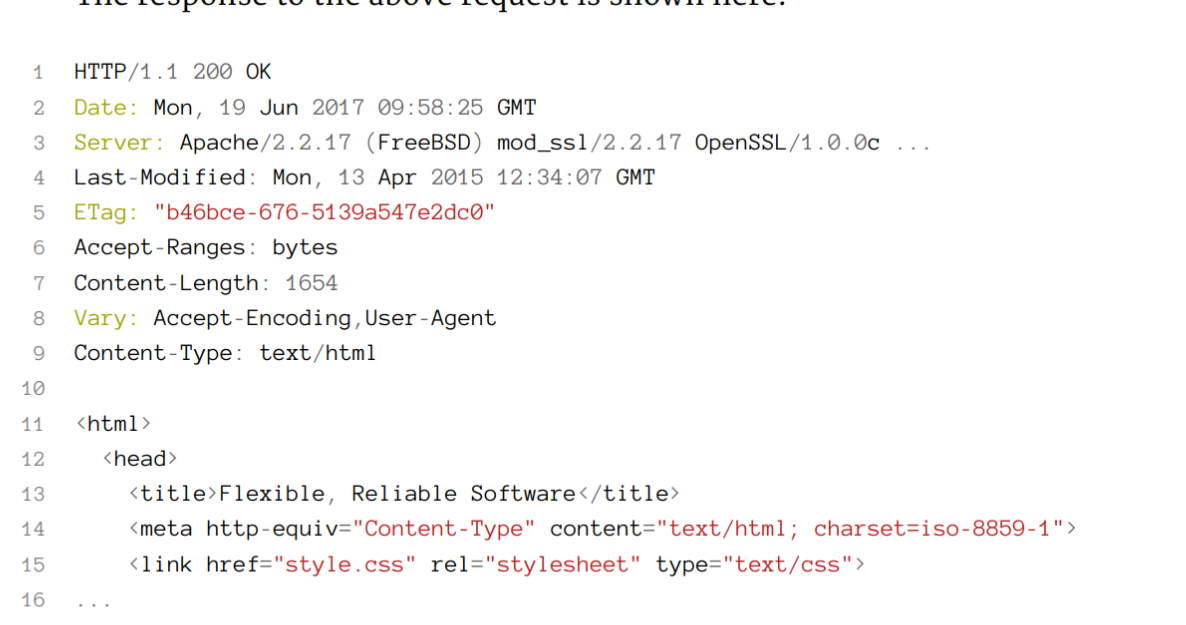 The response to the above request is shown here:
1 HTTP/1.1 200 OK
2 Date: Mon, 19 Jun 2017 09:58:25 GMT
3 Server: Apache/2.2.17 (FreeBSD) mod_ssl/2.2.17 OpenSSL/1.0.0c ...
4 Last-Modified: Mon, 13 Apr 2015 12:34:07 GMT
5 ETag: "b46bce-676-5139a547e2dc0"
6 Accept-Ranges: bytes
7 Content-Length: 1654
8 Vary: Accept-Encoding,User-Agent
9 Content-Type: text/html
10
11 <html>
12   <head>
13     <title>Flexible, Reliable Software</title>
14     <meta http-equiv="Content-Type" content="text/html; charset=iso-8859-1">
15     <link href="style.css" rel="stylesheet" type="text/css">
16 ...